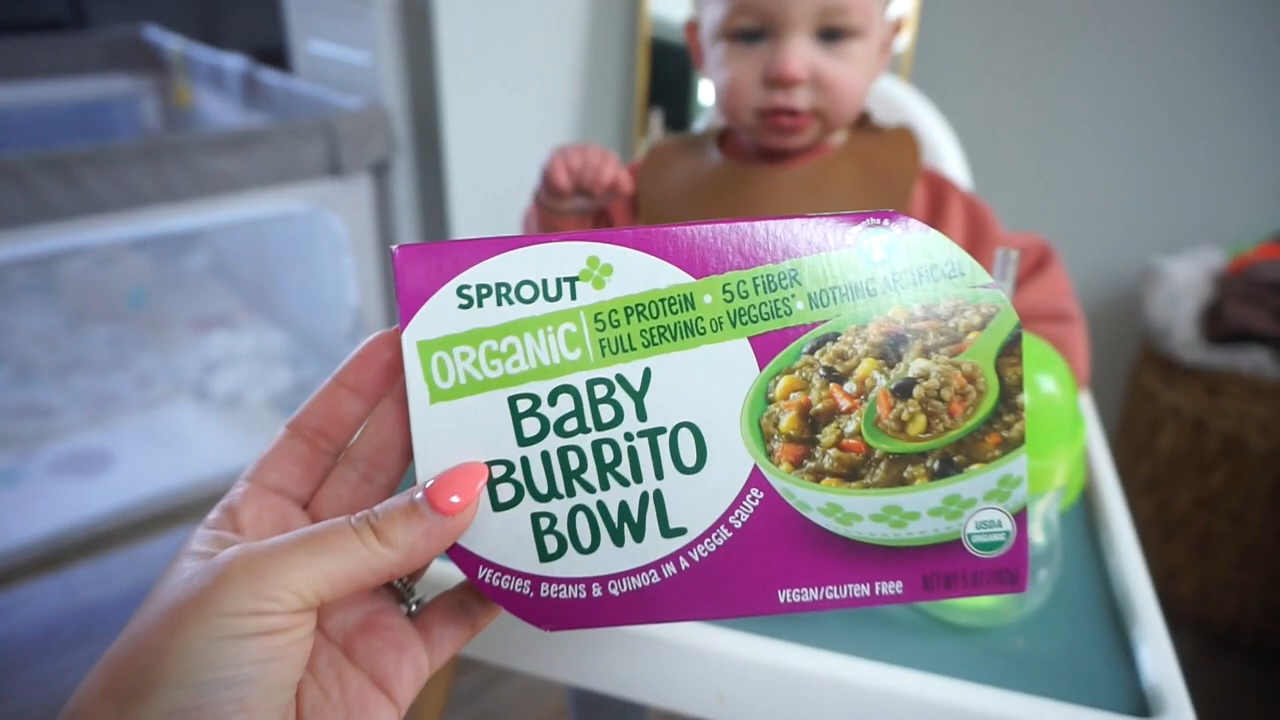 SPROUT
ORGANIC
5G PROTEIN • 5G FIBER
FULL SERVING OF VEGGIES* • NOTHING ARTIFICIAL
BABY
BURRITO
BOWL
VEGGIES, BEANS & QUINOA IN A VEGGIE SAUCE
USDA
ORGANIC
VEGAN/GLUTEN FREE